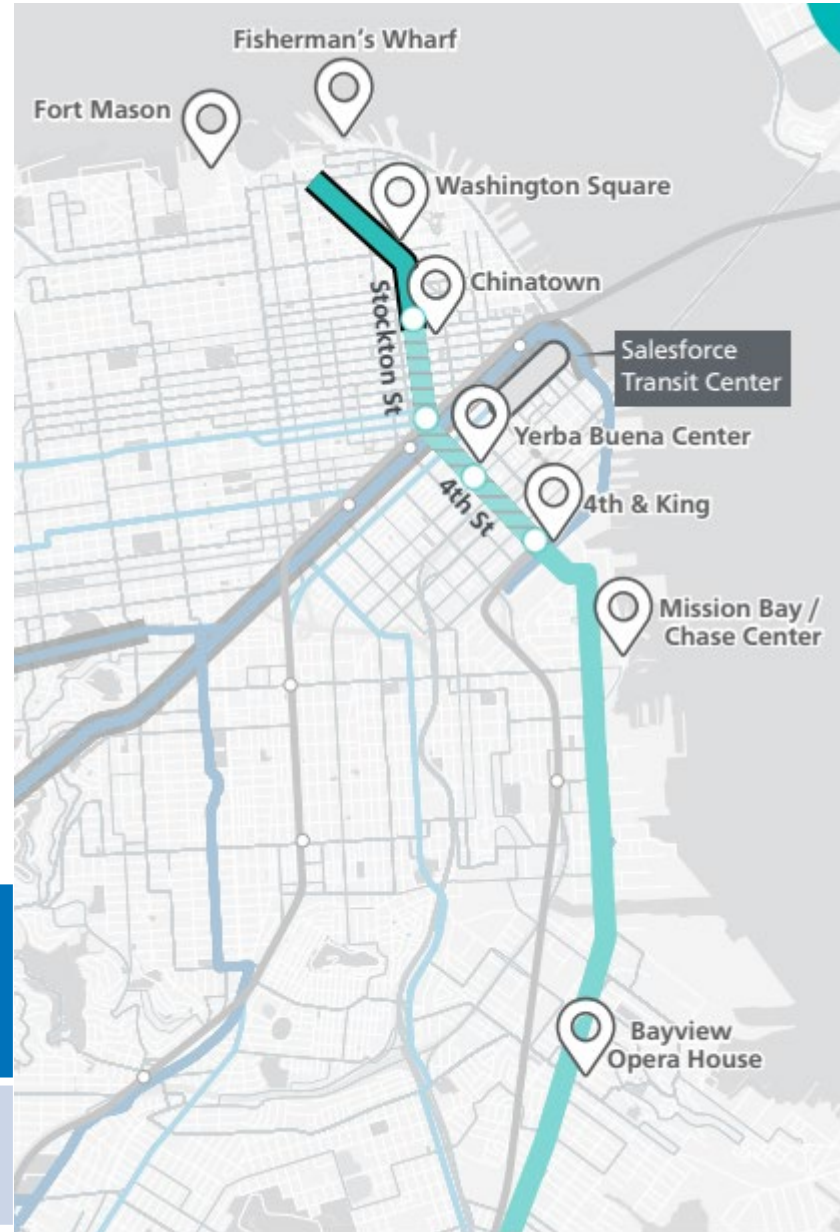 Fisherman's Wharf
Fort Mason
Washington Square
Chinatown
Stockton St
Salesforce
Transit Center
Yerba Buena Center
4th St
4th & King
Mission Bay /
Chase Center
Bayview
Opera House